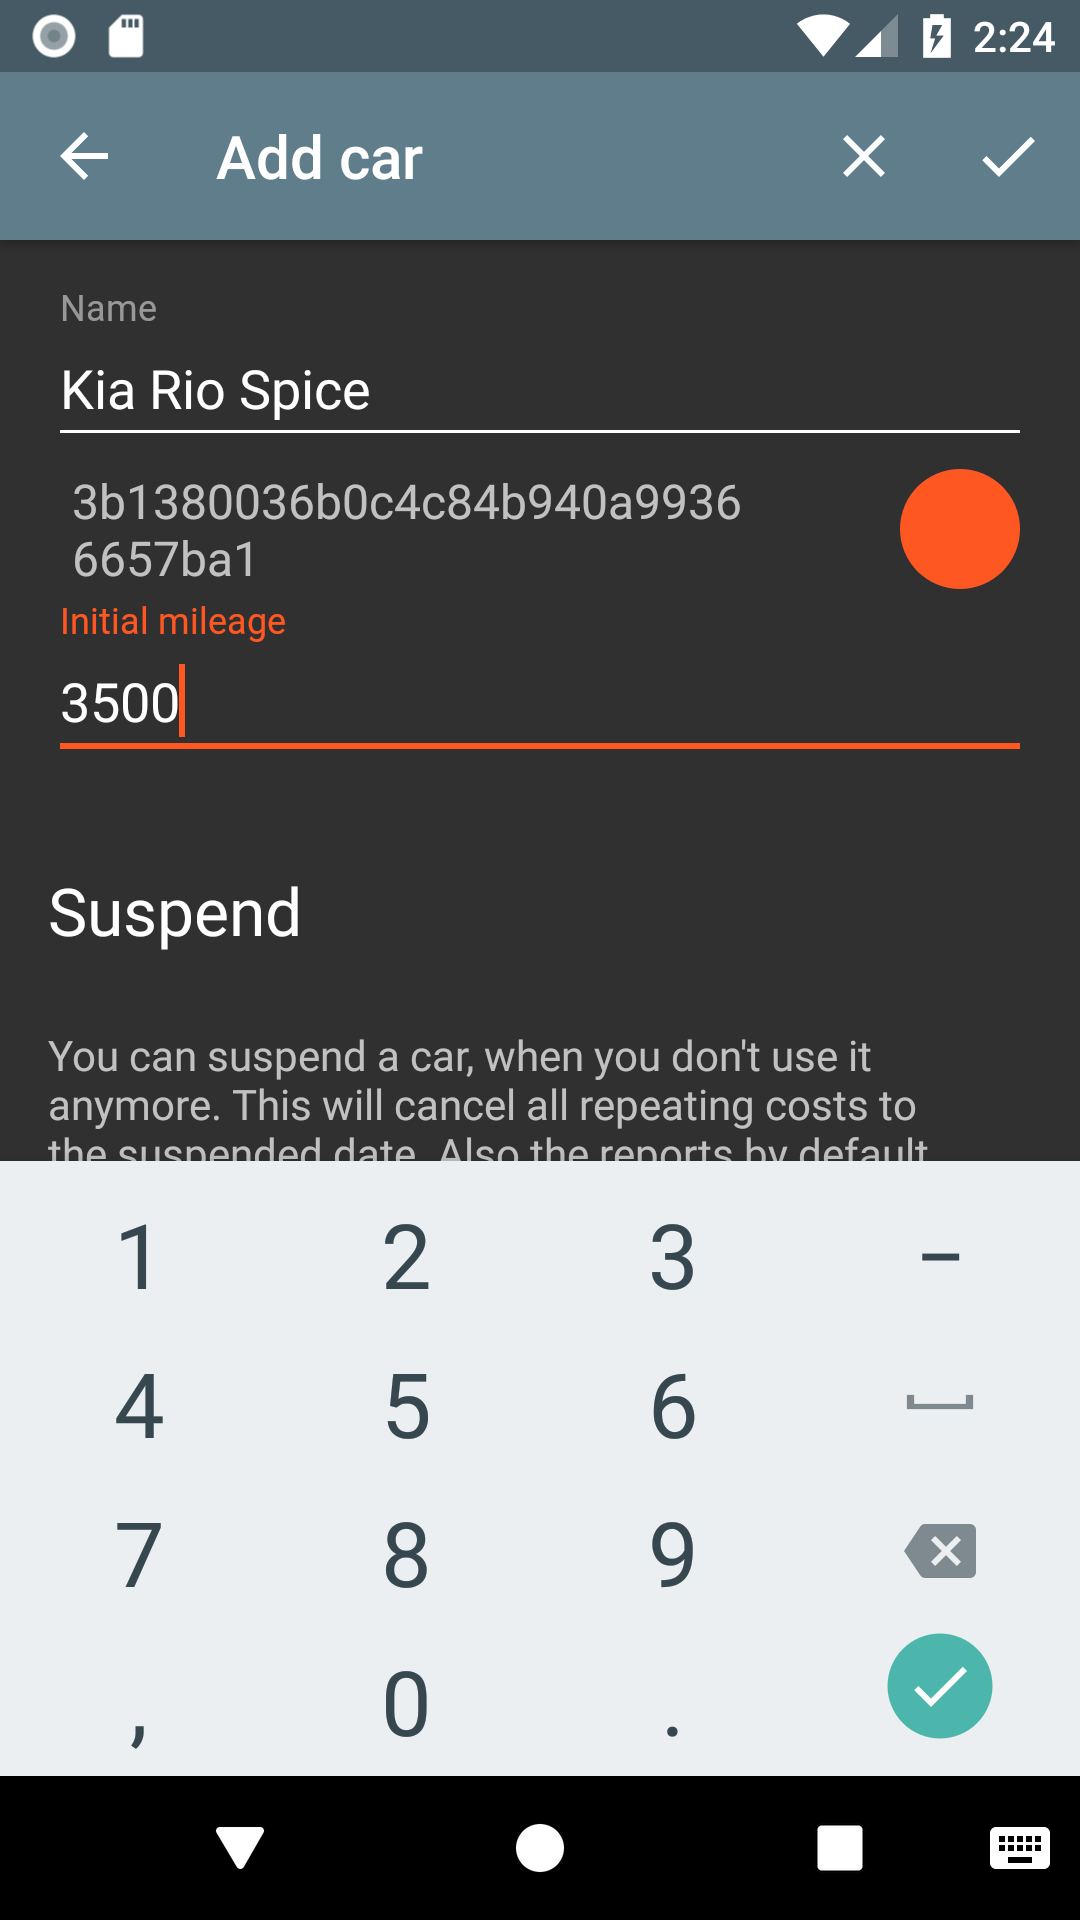 2:24
Add car
Name
Kia Rio Spice
3b1380036b0c4c84b940a9936
6657ba1
Initial mileage
3500
Suspend
You can suspend a car, when you don't use it
anymore. This will cancel all repeating costs to
the suspended date. Also the reports by default
1 2 3 –
4 5 6
7 8 9
, 0 .